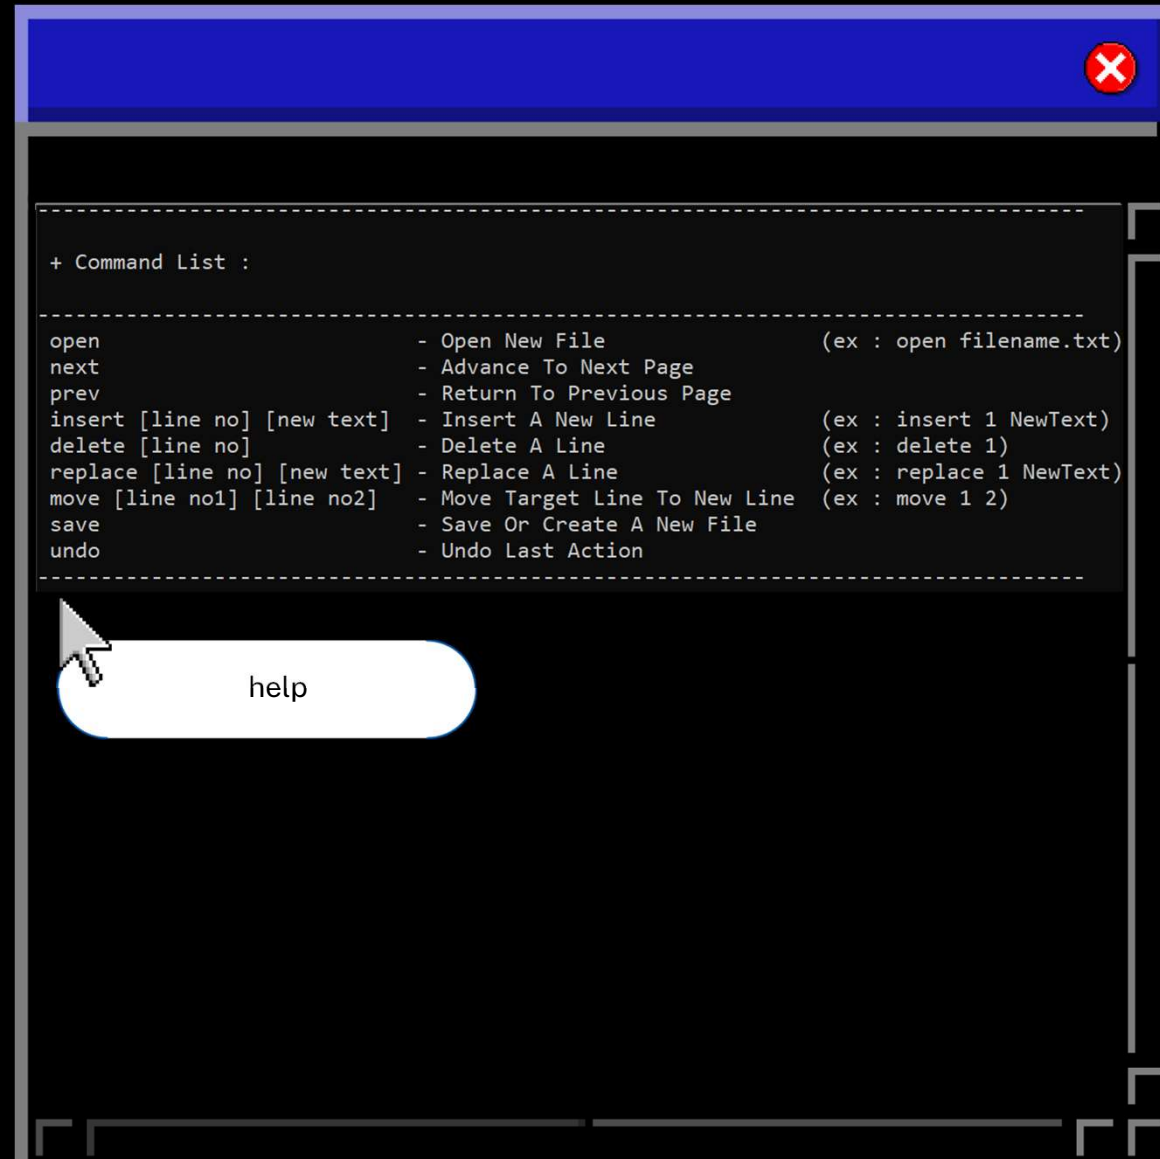 --------------------------------------------------------------------------------
+ Command List :
--------------------------------------------------------------------------------
open - Open New File (ex : open filename.txt)
next - Advance To Next Page
prev - Return To Previous Page
insert [line no] [new text] - Insert A New Line (ex : insert 1 NewText)
delete [line no] - Delete A Line (ex : delete 1)
replace [line no] [new text] - Replace A Line (ex : replace 1 NewText)
move [line no1] [line no2] - Move Target Line To New Line (ex : move 1 2)
save - Save Or Create A New File
undo - Undo Last Action
--------------------------------------------------------------------------------
help